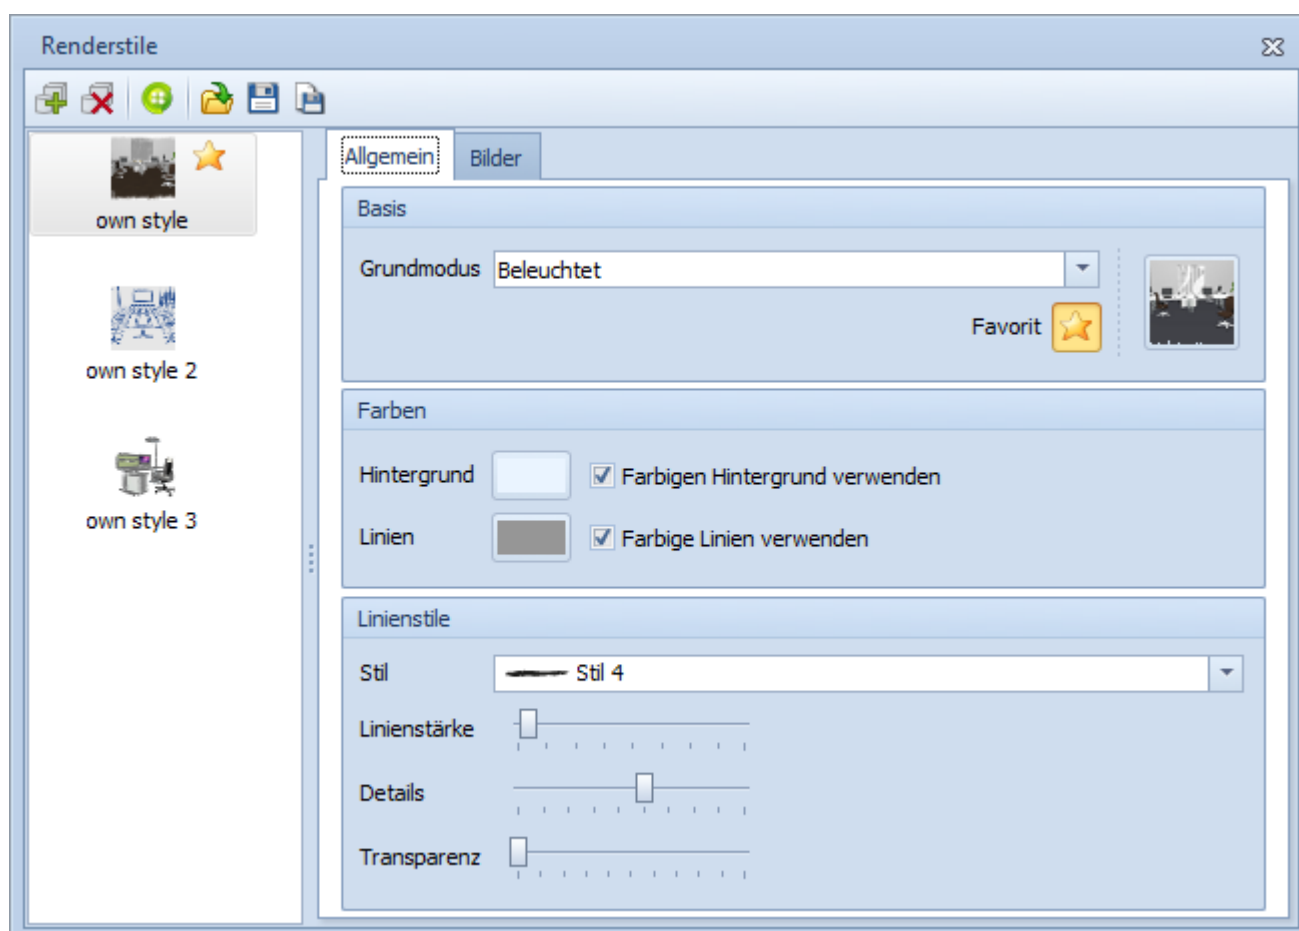 Renderstile
own style
own style 2
own style 3
Allgemein
Bilder
Basis
Grundmodus Beleuchtet
Favorit
Farben
Hintergrund Farbigen Hintergrund verwenden
Linien Farbige Linien verwenden
Linienstile
Stil Stil 4
Linienstärke
Details
Transparenz